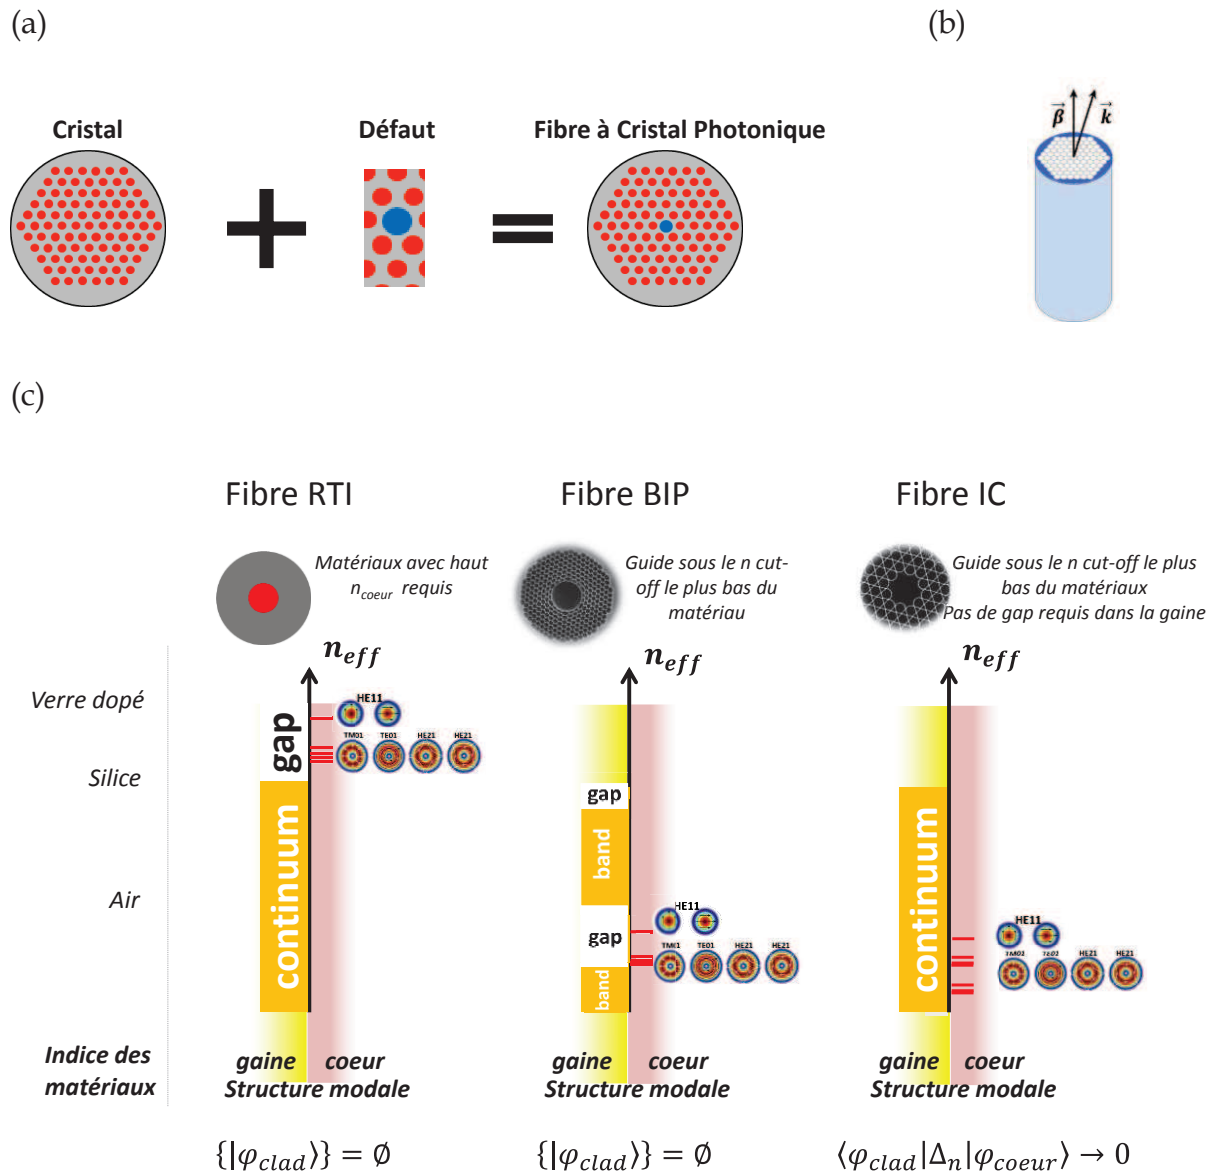 (a)
(b)
Cristal
Défaut
Fibre à Cristal Photonique
β⃗
k⃗
(c)
Fibre RTI
Fibre BIP
Fibre IC
Matériaux avec haut
n_coeur requis
Guide sous le n cut-
off le plus bas du
matériau
Guide sous le n cut-off le plus
bas du matériaux
Pas de gap requis dans la gaine
n_eff
n_eff
n_eff
Verre dopé
Silice
Air
Indice des
matériaux
gap
continuum
HE11
TM01 TE01 HE21 HE21
gap
band
gap
band
HE11
TM01 TE01 HE21 HE21
continuum
HE11
TM01 TE01 HE21 HE21
gaine coeur
Structure modale
gaine coeur
Structure modale
gaine coeur
Structure modale
{|φ_clad⟩} = ∅
{|φ_clad⟩} = ∅
⟨φ_clad|Δ_n|φ_coeur⟩ → 0